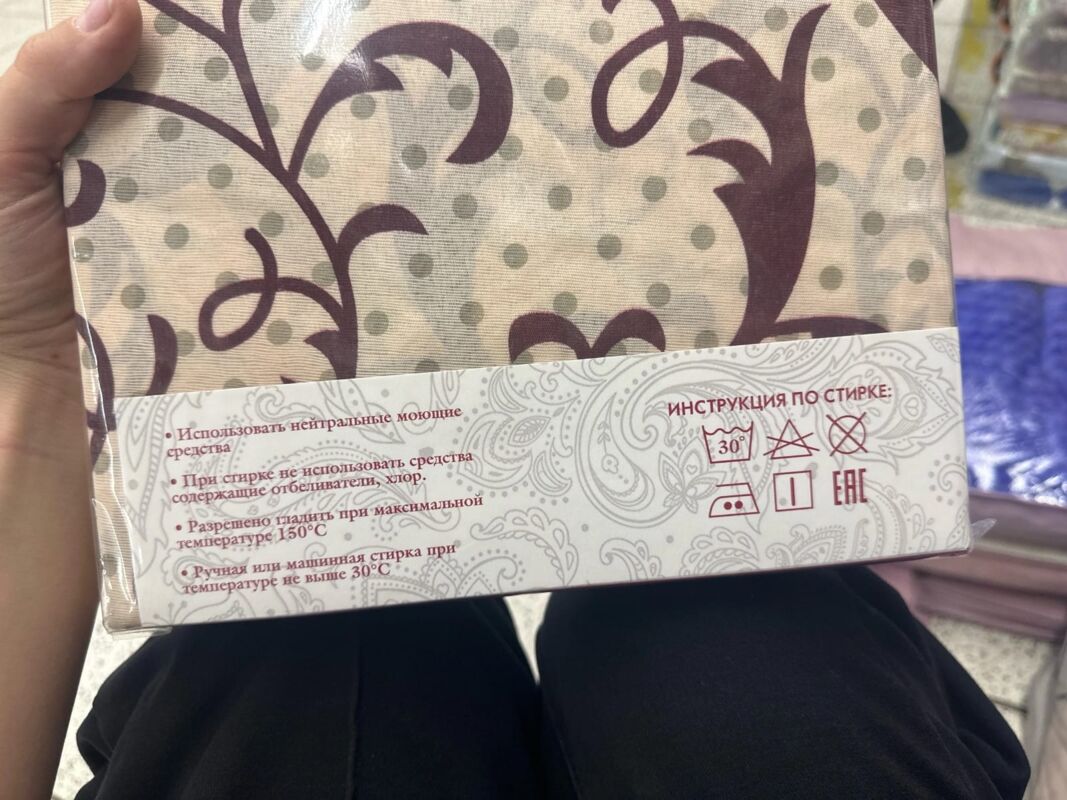 • Использовать нейтральные моющие
средства
• При стирке не использовать средства
содержащие отбеливатели, хлор.
• Разрешено гладить при максимальной
температуре 150°С
• Ручная или машинная стирка при
температуре не выше 30°С
ИНСТРУКЦИЯ ПО СТИРКЕ:
30°
EAC